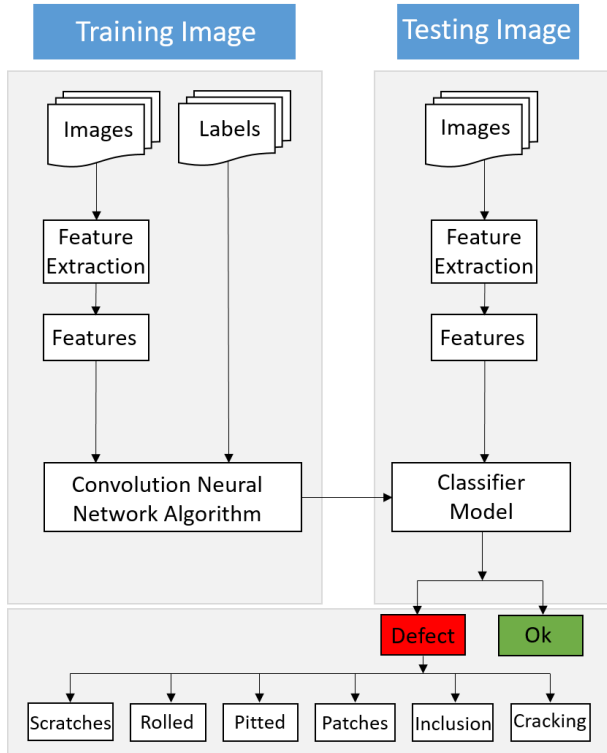 Training Image
Testing Image
Images
Labels
Images
Feature
Extraction
Feature
Extraction
Features
Features
Convolution Neural
Network Algorithm
Classifier
Model
Defect
Ok
Scratches
Rolled
Pitted
Patches
Inclusion
Cracking